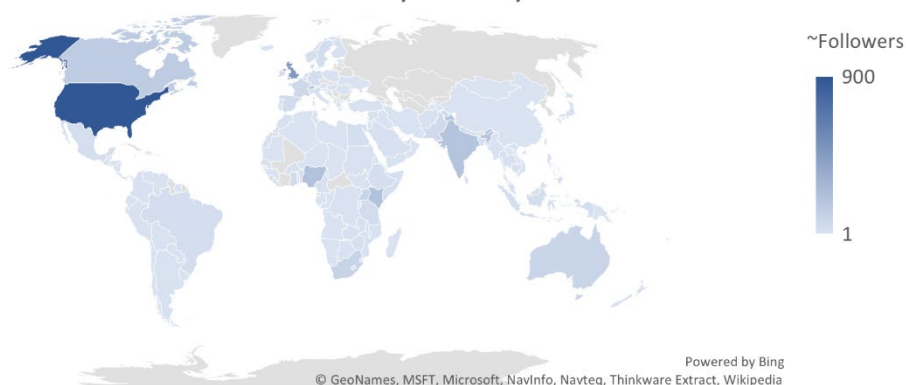 ~Followers
900
1
Powered by Bing
© GeoNames, MSFT, Microsoft, NavInfo, Navteq, Thinkware Extract, Wikipedia